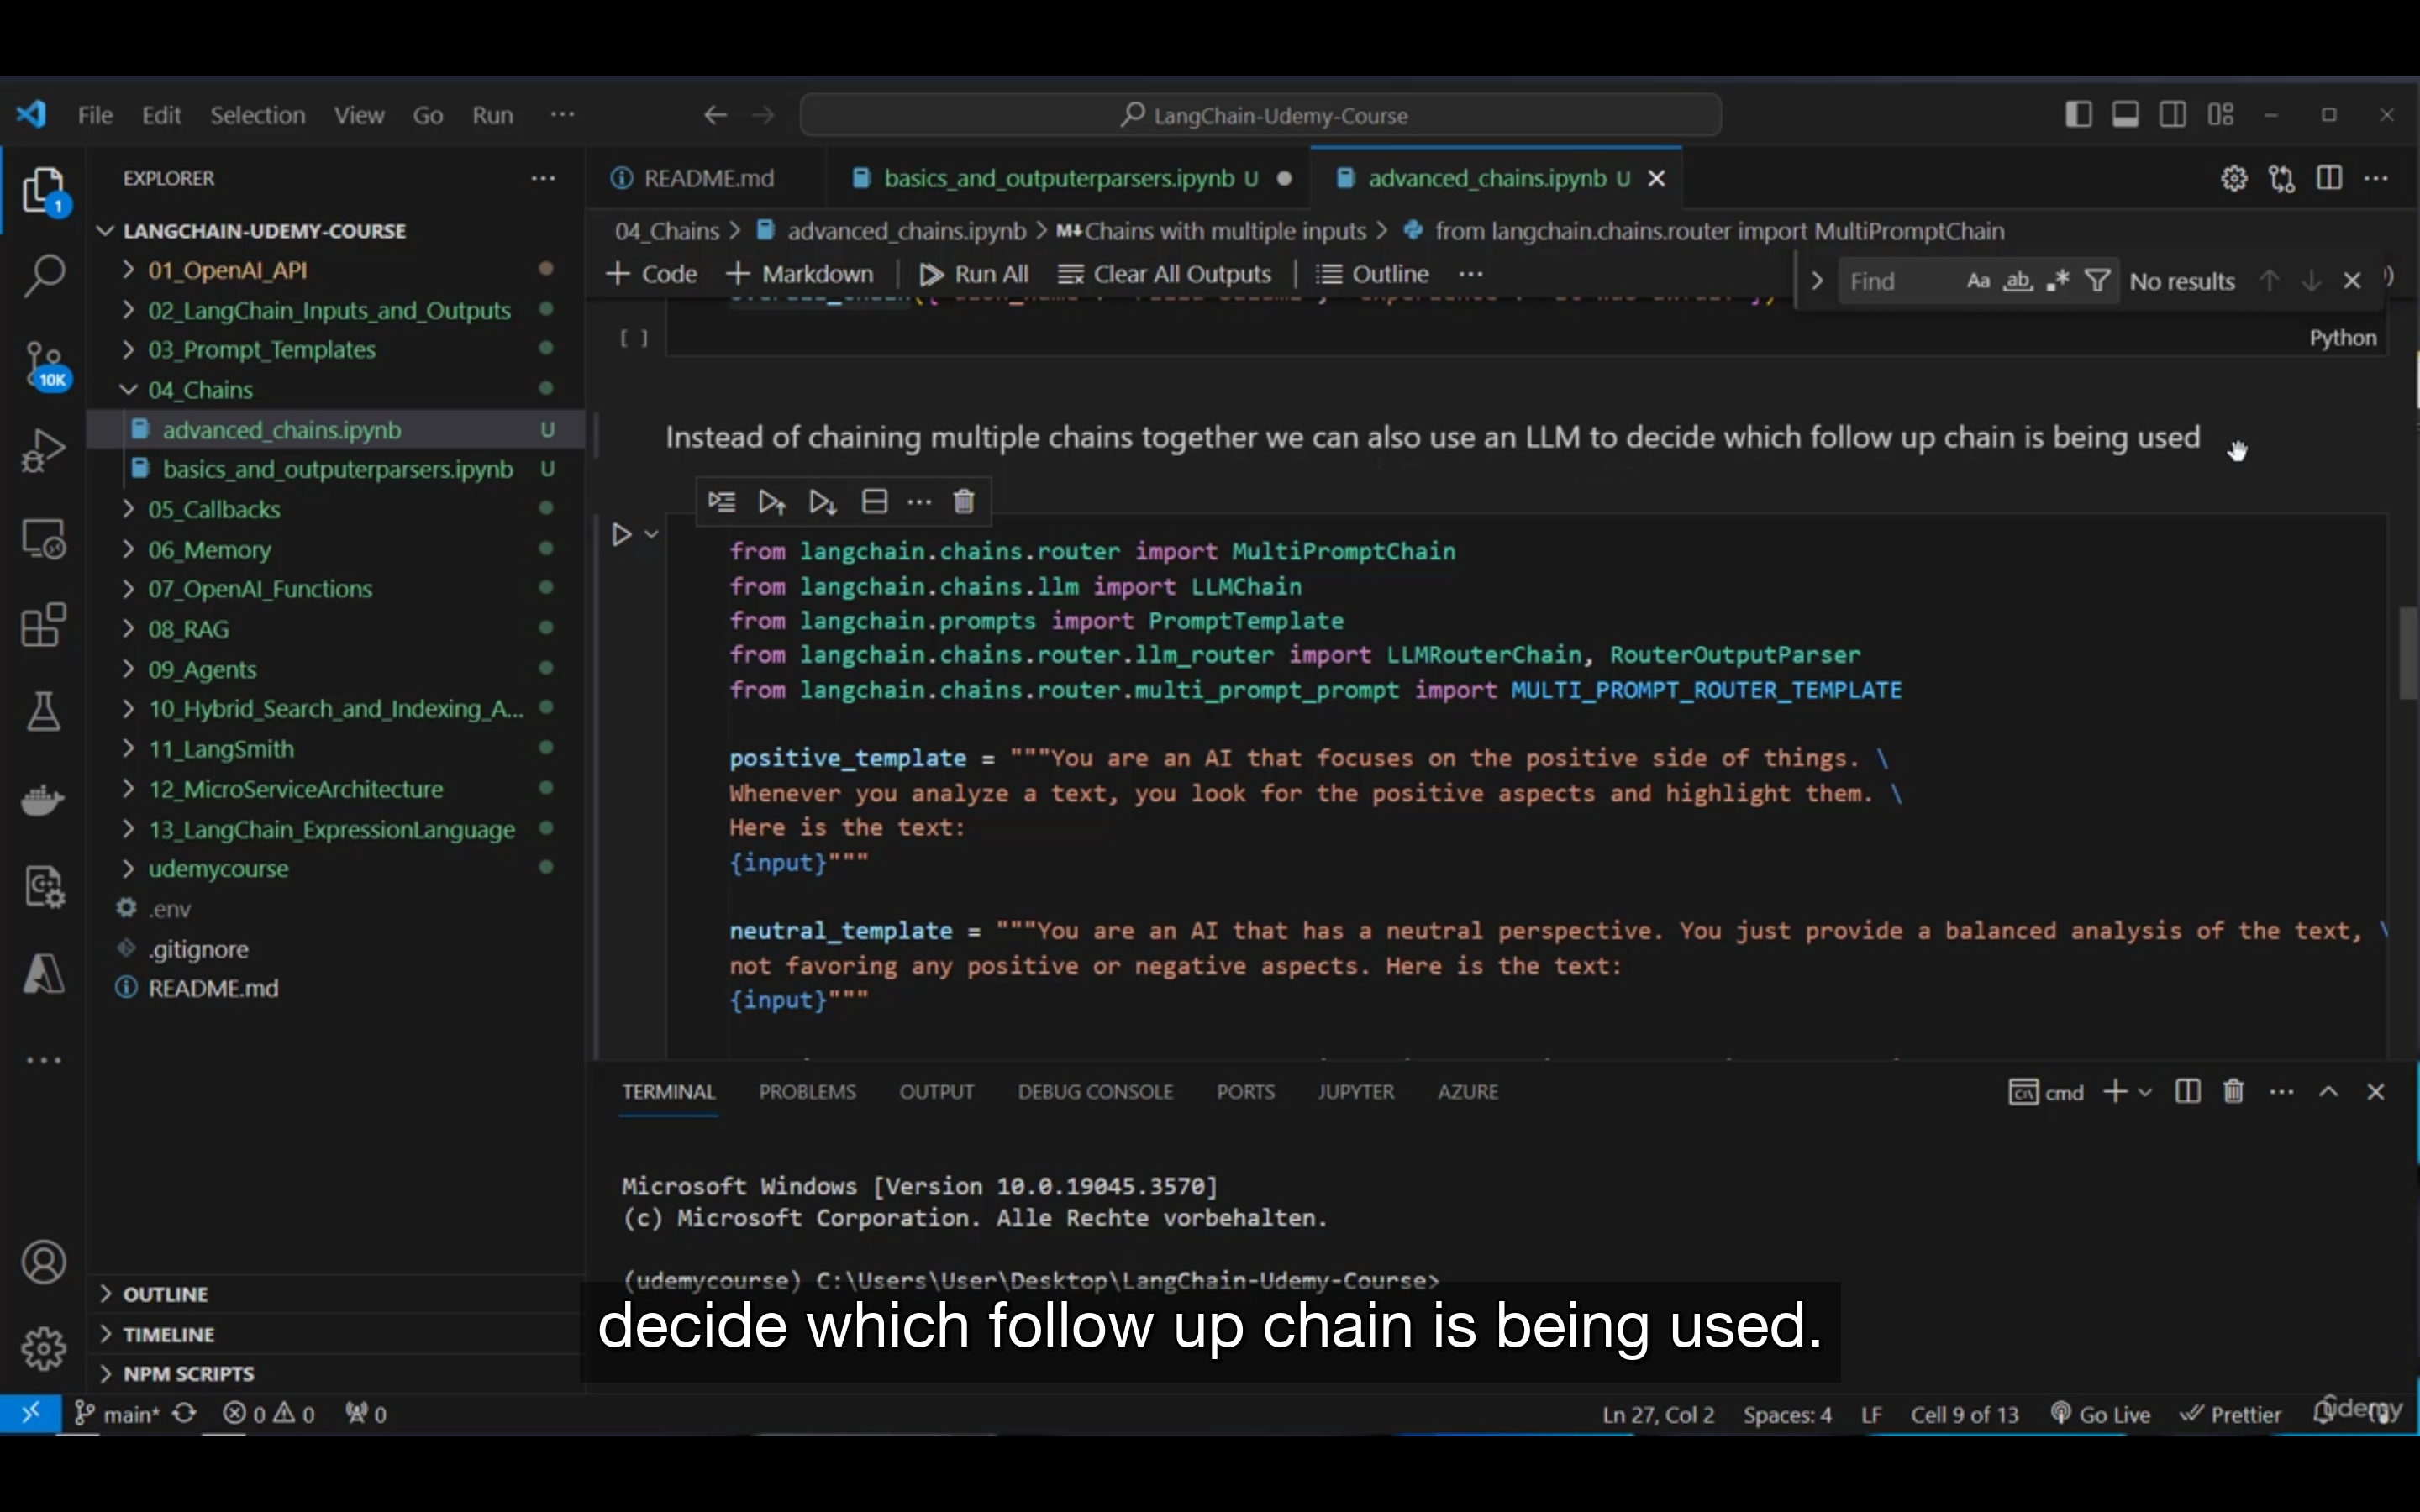 File Edit Selection View Go Run ···
LangChain-Udemy-Course
EXPLORER
README.md
basics_and_outputerparsers.ipynb U
advanced_chains.ipynb U
04_Chains > advanced_chains.ipynb > M↓Chains with multiple inputs > from langchain.chains.router import MultiPromptChain
+ Code + Markdown Run All Clear All Outputs Outline ···
Find Aa ab .* No results
1
10K
LANGCHAIN-UDEMY-COURSE
01_OpenAI_API
02_LangChain_Inputs_and_Outputs
03_Prompt_Templates
04_Chains
advanced_chains.ipynb U
basics_and_outputerparsers.ipynb U
05_Callbacks
06_Memory
07_OpenAI_Functions
08_RAG
09_Agents
10_Hybrid_Search_and_Indexing_A...
11_LangSmith
12_MicroServiceArchitecture
13_LangChain_ExpressionLanguage
udemycourse
.env
.gitignore
README.md
OUTLINE
TIMELINE
NPM SCRIPTS
[ ]
Python
Instead of chaining multiple chains together we can also use an LLM to decide which follow up chain is being used
from langchain.chains.router import MultiPromptChain
from langchain.chains.llm import LLMChain
from langchain.prompts import PromptTemplate
from langchain.chains.router.llm_router import LLMRouterChain, RouterOutputParser
from langchain.chains.router.multi_prompt_prompt import MULTI_PROMPT_ROUTER_TEMPLATE
positive_template = """You are an AI that focuses on the positive side of things. \
Whenever you analyze a text, you look for the positive aspects and highlight them. \
Here is the text:
{input}"""
neutral_template = """You are an AI that has a neutral perspective. You just provide a balanced analysis of the text, \
not favoring any positive or negative aspects. Here is the text:
{input}"""
TERMINAL PROBLEMS OUTPUT DEBUG CONSOLE PORTS JUPYTER AZURE
cmd
Microsoft Windows [Version 10.0.19045.3570]
(c) Microsoft Corporation. Alle Rechte vorbehalten.
(udemycourse) C:\Users\User\Desktop\LangChain-Udemy-Course>
decide which follow up chain is being used.
main* 0 0 0
Ln 27, Col 2 Spaces: 4 LF Cell 9 of 13 Go Live Prettier
udemy